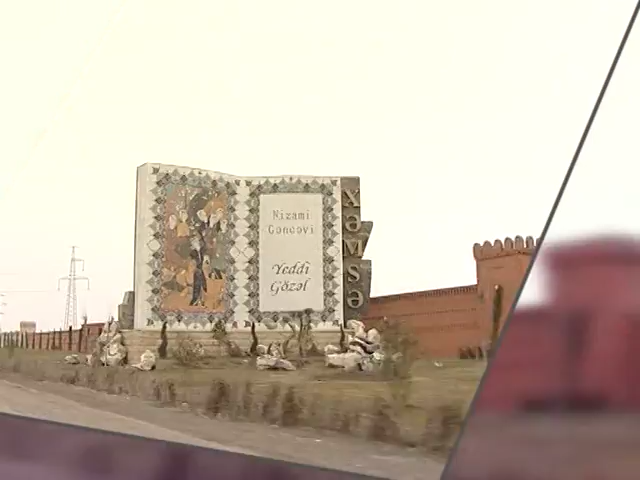 Nizami
Gəncəvi
Yeddi
Gözəl
XƏMSƏ